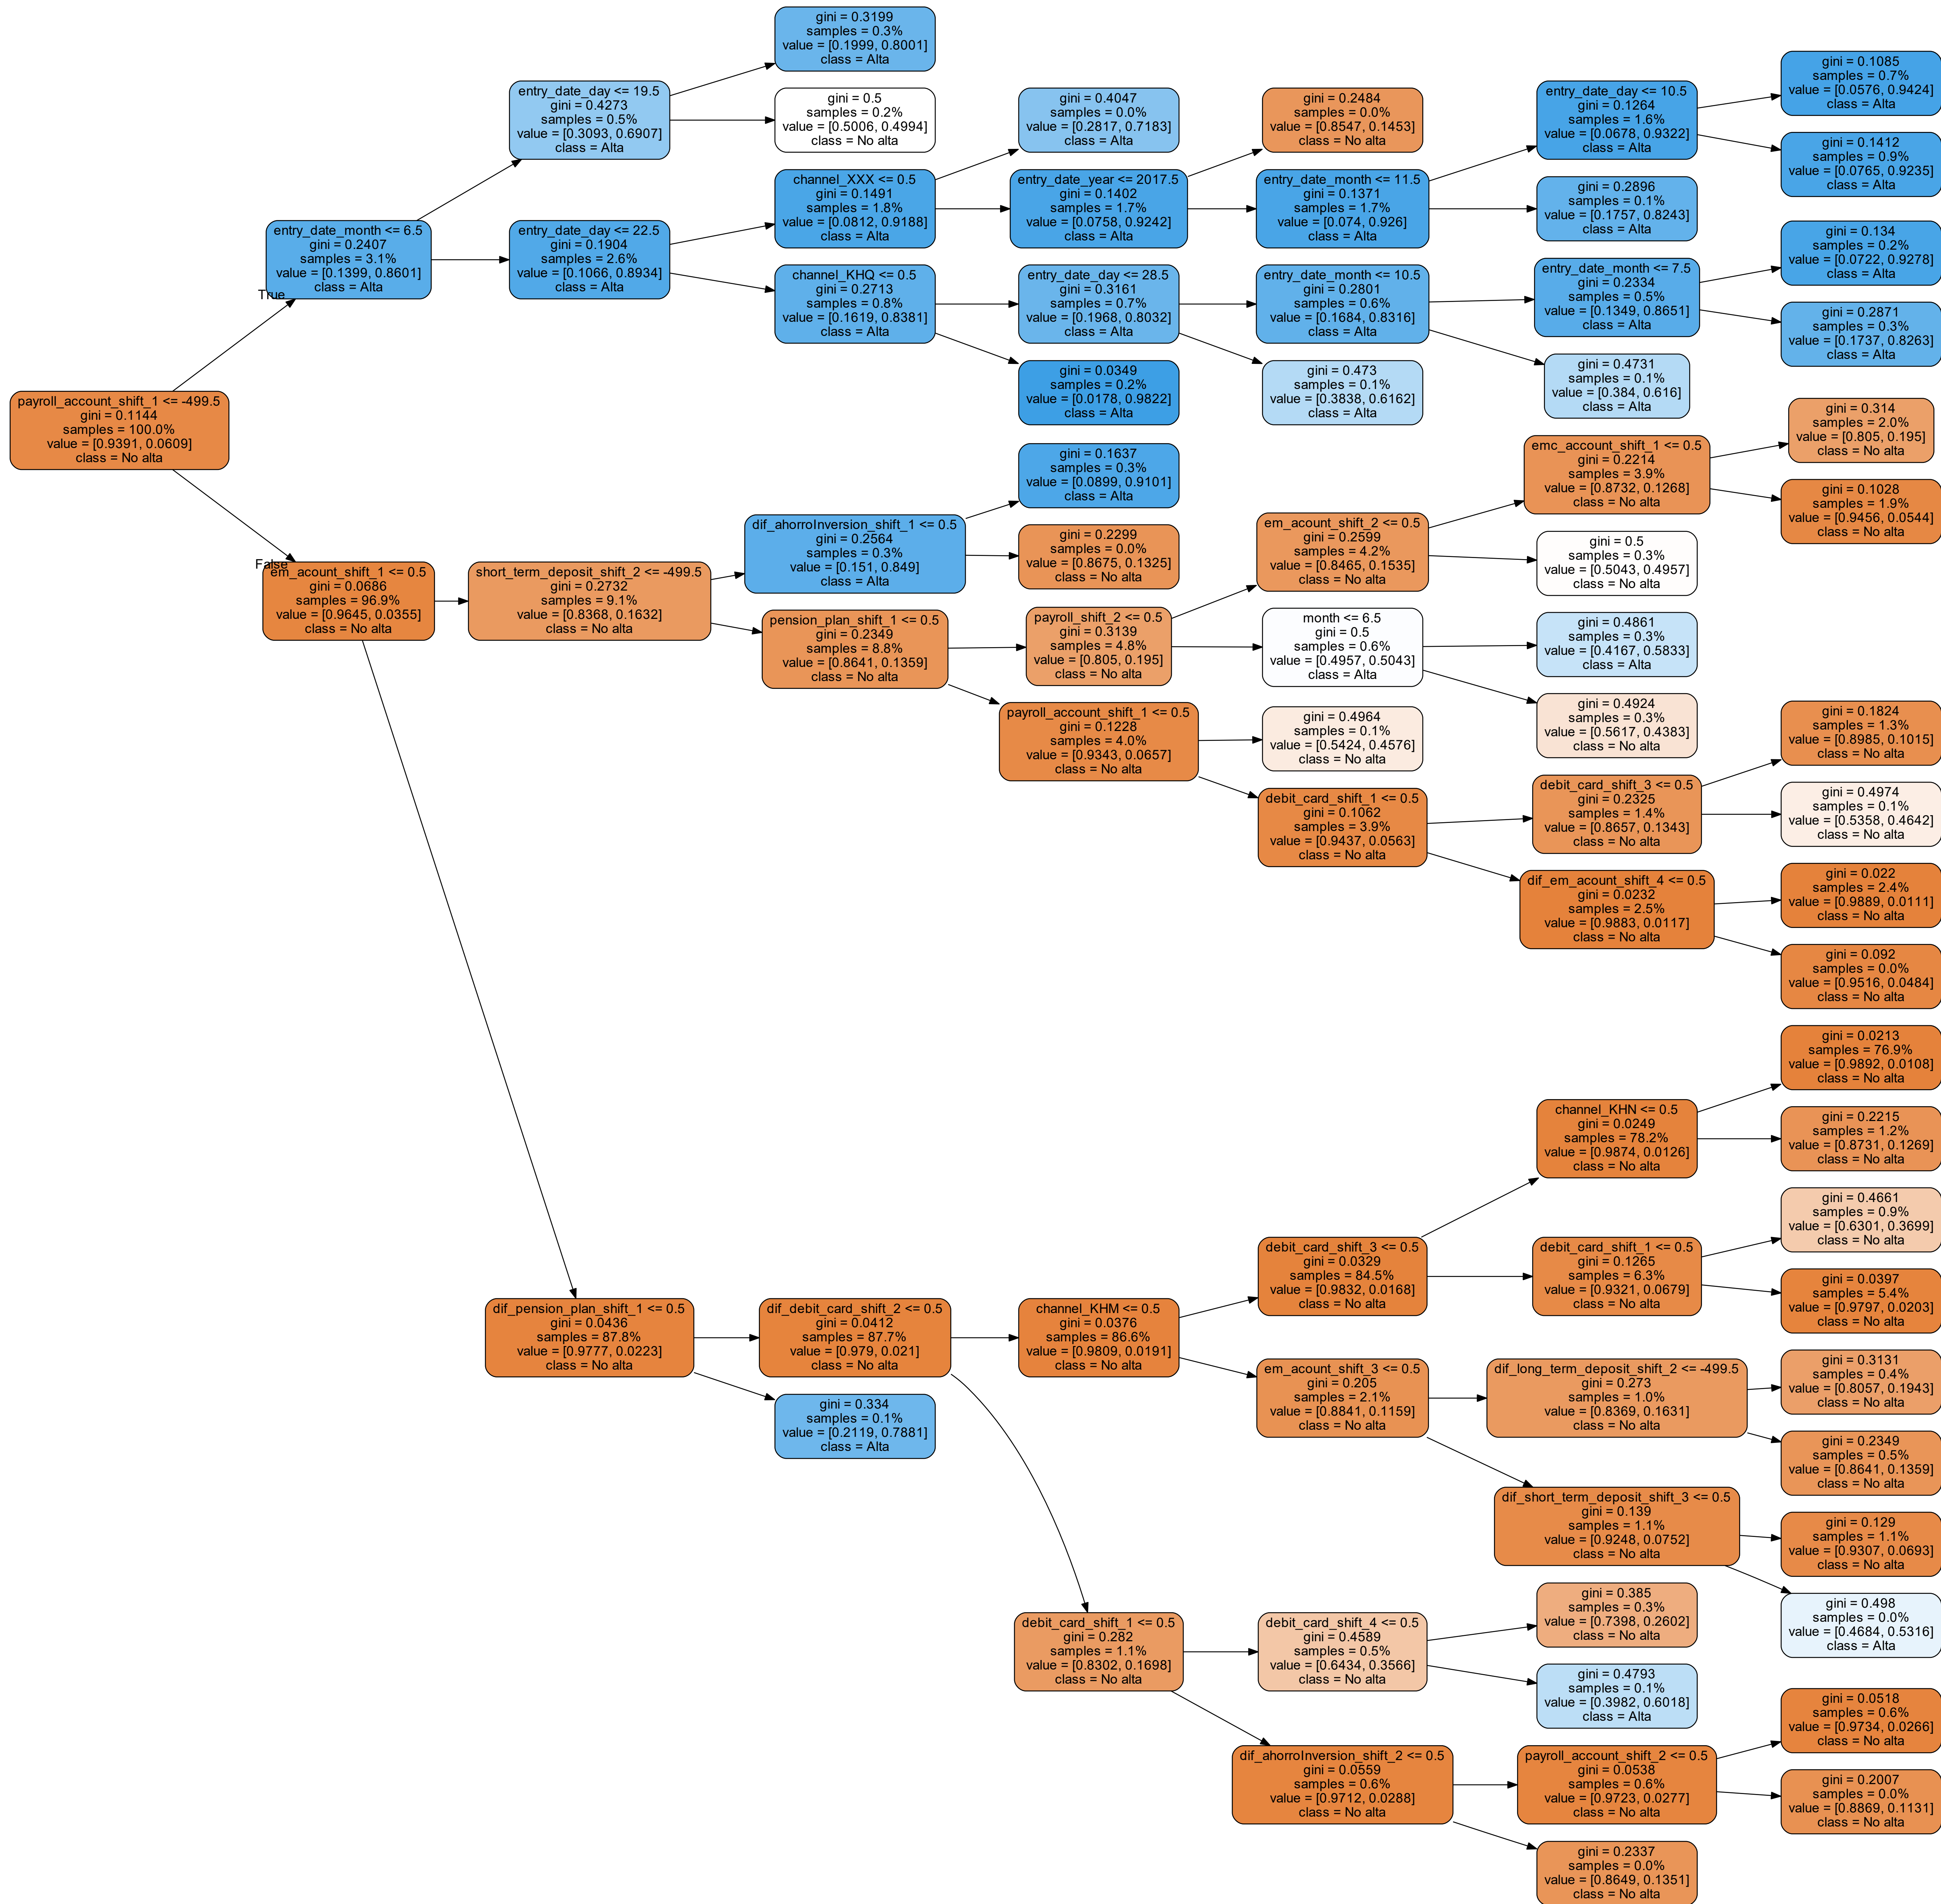 payroll_account_shift_1 <= -499.5
gini = 0.1144
samples = 100.0%
value = [0.9391, 0.0609]
class = No alta
True
False
entry_date_month <= 6.5
gini = 0.2407
samples = 3.1%
value = [0.1399, 0.8601]
class = Alta
em_acount_shift_1 <= 0.5
gini = 0.0686
samples = 96.9%
value = [0.9645, 0.0355]
class = No alta
entry_date_day <= 19.5
gini = 0.4273
samples = 0.5%
value = [0.3093, 0.6907]
class = Alta
entry_date_day <= 22.5
gini = 0.1904
samples = 2.6%
value = [0.1066, 0.8934]
class = Alta
short_term_deposit_shift_2 <= -499.5
gini = 0.2732
samples = 9.1%
value = [0.8368, 0.1632]
class = No alta
dif_pension_plan_shift_1 <= 0.5
gini = 0.0436
samples = 87.8%
value = [0.9777, 0.0223]
class = No alta
gini = 0.3199
samples = 0.3%
value = [0.1999, 0.8001]
class = Alta
gini = 0.5
samples = 0.2%
value = [0.5006, 0.4994]
class = No alta
channel_XXX <= 0.5
gini = 0.1491
samples = 1.8%
value = [0.0812, 0.9188]
class = Alta
channel_KHQ <= 0.5
gini = 0.2713
samples = 0.8%
value = [0.1619, 0.8381]
class = Alta
dif_ahorroInversion_shift_1 <= 0.5
gini = 0.2564
samples = 0.3%
value = [0.151, 0.849]
class = Alta
pension_plan_shift_1 <= 0.5
gini = 0.2349
samples = 8.8%
value = [0.8641, 0.1359]
class = No alta
dif_debit_card_shift_2 <= 0.5
gini = 0.0412
samples = 87.7%
value = [0.979, 0.021]
class = No alta
gini = 0.334
samples = 0.1%
value = [0.2119, 0.7881]
class = Alta
gini = 0.4047
samples = 0.0%
value = [0.2817, 0.7183]
class = Alta
entry_date_year <= 2017.5
gini = 0.1402
samples = 1.7%
value = [0.0758, 0.9242]
class = Alta
entry_date_day <= 28.5
gini = 0.3161
samples = 0.7%
value = [0.1968, 0.8032]
class = Alta
gini = 0.0349
samples = 0.2%
value = [0.0178, 0.9822]
class = Alta
gini = 0.1637
samples = 0.3%
value = [0.0899, 0.9101]
class = Alta
gini = 0.2299
samples = 0.0%
value = [0.8675, 0.1325]
class = No alta
payroll_shift_2 <= 0.5
gini = 0.3139
samples = 4.8%
value = [0.805, 0.195]
class = No alta
payroll_account_shift_1 <= 0.5
gini = 0.1228
samples = 4.0%
value = [0.9343, 0.0657]
class = No alta
channel_KHM <= 0.5
gini = 0.0376
samples = 86.6%
value = [0.9809, 0.0191]
class = No alta
debit_card_shift_1 <= 0.5
gini = 0.282
samples = 1.1%
value = [0.8302, 0.1698]
class = No alta
gini = 0.2484
samples = 0.0%
value = [0.8547, 0.1453]
class = No alta
entry_date_month <= 11.5
gini = 0.1371
samples = 1.7%
value = [0.074, 0.926]
class = Alta
entry_date_month <= 10.5
gini = 0.2801
samples = 0.6%
value = [0.1684, 0.8316]
class = Alta
gini = 0.473
samples = 0.1%
value = [0.3838, 0.6162]
class = Alta
em_acount_shift_2 <= 0.5
gini = 0.2599
samples = 4.2%
value = [0.8465, 0.1535]
class = No alta
month <= 6.5
gini = 0.5
samples = 0.6%
value = [0.4957, 0.5043]
class = Alta
gini = 0.4964
samples = 0.1%
value = [0.5424, 0.4576]
class = No alta
debit_card_shift_1 <= 0.5
gini = 0.1062
samples = 3.9%
value = [0.9437, 0.0563]
class = No alta
debit_card_shift_3 <= 0.5
gini = 0.0329
samples = 84.5%
value = [0.9832, 0.0168]
class = No alta
em_acount_shift_3 <= 0.5
gini = 0.205
samples = 2.1%
value = [0.8841, 0.1159]
class = No alta
debit_card_shift_4 <= 0.5
gini = 0.4589
samples = 0.5%
value = [0.6434, 0.3566]
class = No alta
dif_ahorroInversion_shift_2 <= 0.5
gini = 0.0559
samples = 0.6%
value = [0.9712, 0.0288]
class = No alta
entry_date_day <= 10.5
gini = 0.1264
samples = 1.6%
value = [0.0678, 0.9322]
class = Alta
gini = 0.2896
samples = 0.1%
value = [0.1757, 0.8243]
class = Alta
entry_date_month <= 7.5
gini = 0.2334
samples = 0.5%
value = [0.1349, 0.8651]
class = Alta
gini = 0.4731
samples = 0.1%
value = [0.384, 0.616]
class = Alta
emc_account_shift_1 <= 0.5
gini = 0.2214
samples = 3.9%
value = [0.8732, 0.1268]
class = No alta
gini = 0.5
samples = 0.3%
value = [0.5043, 0.4957]
class = No alta
gini = 0.4861
samples = 0.3%
value = [0.4167, 0.5833]
class = Alta
gini = 0.4924
samples = 0.3%
value = [0.5617, 0.4383]
class = No alta
debit_card_shift_3 <= 0.5
gini = 0.2325
samples = 1.4%
value = [0.8657, 0.1343]
class = No alta
dif_em_acount_shift_4 <= 0.5
gini = 0.0232
samples = 2.5%
value = [0.9883, 0.0117]
class = No alta
channel_KHN <= 0.5
gini = 0.0249
samples = 78.2%
value = [0.9874, 0.0126]
class = No alta
debit_card_shift_1 <= 0.5
gini = 0.1265
samples = 6.3%
value = [0.9321, 0.0679]
class = No alta
dif_long_term_deposit_shift_2 <= -499.5
gini = 0.273
samples = 1.0%
value = [0.8369, 0.1631]
class = No alta
dif_short_term_deposit_shift_3 <= 0.5
gini = 0.139
samples = 1.1%
value = [0.9248, 0.0752]
class = No alta
gini = 0.385
samples = 0.3%
value = [0.7398, 0.2602]
class = No alta
gini = 0.4793
samples = 0.1%
value = [0.3982, 0.6018]
class = Alta
payroll_account_shift_2 <= 0.5
gini = 0.0538
samples = 0.6%
value = [0.9723, 0.0277]
class = No alta
gini = 0.2337
samples = 0.0%
value = [0.8649, 0.1351]
class = No alta
gini = 0.1085
samples = 0.7%
value = [0.0576, 0.9424]
class = Alta
gini = 0.1412
samples = 0.9%
value = [0.0765, 0.9235]
class = Alta
gini = 0.134
samples = 0.2%
value = [0.0722, 0.9278]
class = Alta
gini = 0.2871
samples = 0.3%
value = [0.1737, 0.8263]
class = Alta
gini = 0.314
samples = 2.0%
value = [0.805, 0.195]
class = No alta
gini = 0.1028
samples = 1.9%
value = [0.9456, 0.0544]
class = No alta
gini = 0.1824
samples = 1.3%
value = [0.8985, 0.1015]
class = No alta
gini = 0.4974
samples = 0.1%
value = [0.5358, 0.4642]
class = No alta
gini = 0.022
samples = 2.4%
value = [0.9889, 0.0111]
class = No alta
gini = 0.092
samples = 0.0%
value = [0.9516, 0.0484]
class = No alta
gini = 0.0213
samples = 76.9%
value = [0.9892, 0.0108]
class = No alta
gini = 0.2215
samples = 1.2%
value = [0.8731, 0.1269]
class = No alta
gini = 0.4661
samples = 0.9%
value = [0.6301, 0.3699]
class = No alta
gini = 0.0397
samples = 5.4%
value = [0.9797, 0.0203]
class = No alta
gini = 0.3131
samples = 0.4%
value = [0.8057, 0.1943]
class = No alta
gini = 0.2349
samples = 0.5%
value = [0.8641, 0.1359]
class = No alta
gini = 0.129
samples = 1.1%
value = [0.9307, 0.0693]
class = No alta
gini = 0.498
samples = 0.0%
value = [0.4684, 0.5316]
class = Alta
gini = 0.0518
samples = 0.6%
value = [0.9734, 0.0266]
class = No alta
gini = 0.2007
samples = 0.0%
value = [0.8869, 0.1131]
class = No alta